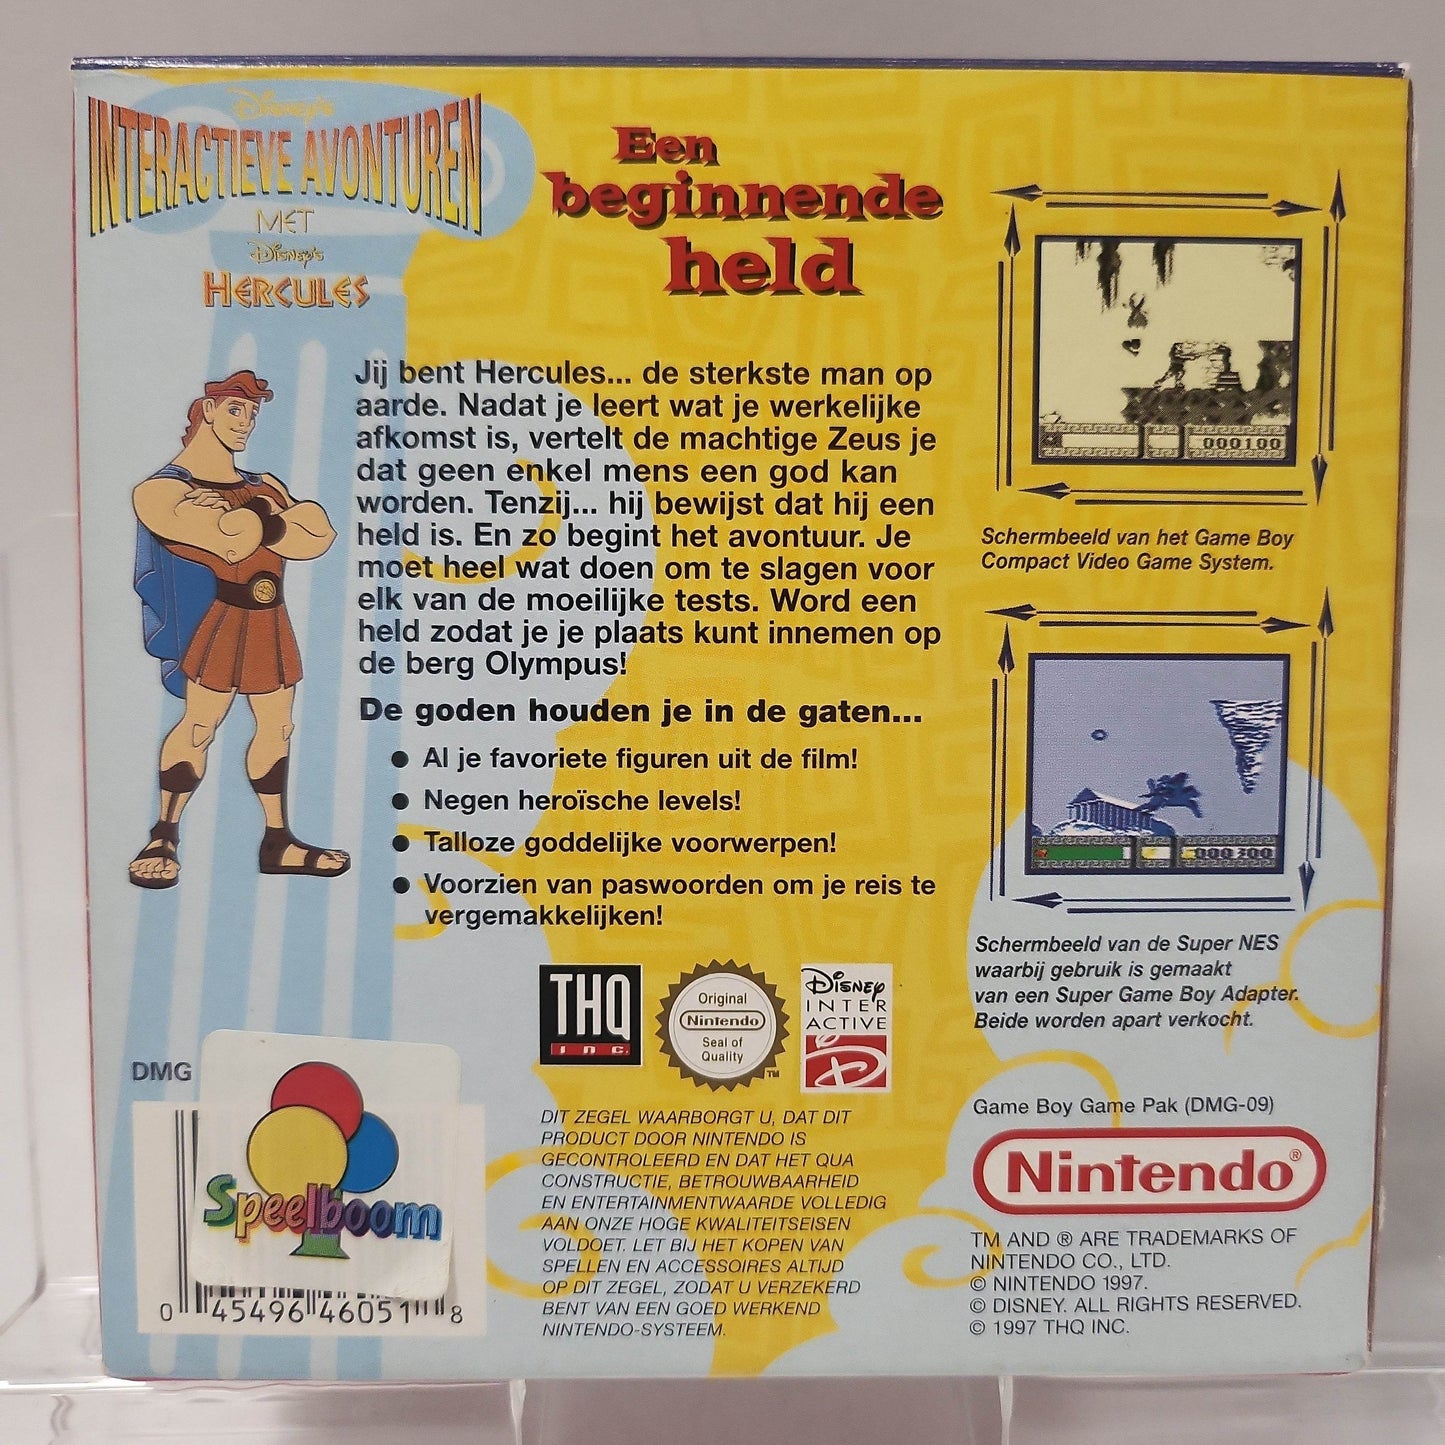 Disney's
INTERACTIEVE AVONTUREN
MET
Disney's
HERCULES
Een
beginnende
held
Jij bent Hercules... de sterkste man op
aarde. Nadat je leert wat je werkelijke
afkomst is, vertelt de machtige Zeus je
dat geen enkel mens een god kan
worden. Tenzij... hij bewijst dat hij een
held is. En zo begint het avontuur. Je
moet heel wat doen om te slagen voor
elk van de moeilijke tests. Word een
held zodat je je plaats kunt innemen op
de berg Olympus!
De goden houden je in de gaten...
● Al je favoriete figuren uit de film!
● Negen heroïsche levels!
● Talloze goddelijke voorwerpen!
● Voorzien van paswoorden om je reis te
vergemakkelijken!
000100
Schermbeeld van het Game Boy
Compact Video Game System.
000300
Schermbeeld van de Super NES
waarbij gebruik is gemaakt
van een Super Game Boy Adapter.
Beide worden apart verkocht.
THQ
INC.
Original
Nintendo
Seal of
Quality
TM
DISNEY
INTER
ACTIVE
D
DMG
Speelboom
0 45496 46051 8
DIT ZEGEL WAARBORGT U, DAT DIT
PRODUCT DOOR NINTENDO IS
GECONTROLEERD EN DAT HET QUA
CONSTRUCTIE, BETROUWBAARHEID
EN ENTERTAINMENTWAARDE VOLLEDIG
AAN ONZE HOGE KWALITEITSEISEN
VOLDOET. LET BIJ HET KOPEN VAN
SPELLEN EN ACCESSOIRES ALTIJD
OP DIT ZEGEL, ZODAT U VERZEKERD
BENT VAN EEN GOED WERKEND
NINTENDO-SYSTEEM.
Game Boy Game Pak (DMG-09)
Nintendo®
TM AND ® ARE TRADEMARKS OF
NINTENDO CO., LTD.
© NINTENDO 1997.
© DISNEY. ALL RIGHTS RESERVED.
© 1997 THQ INC.